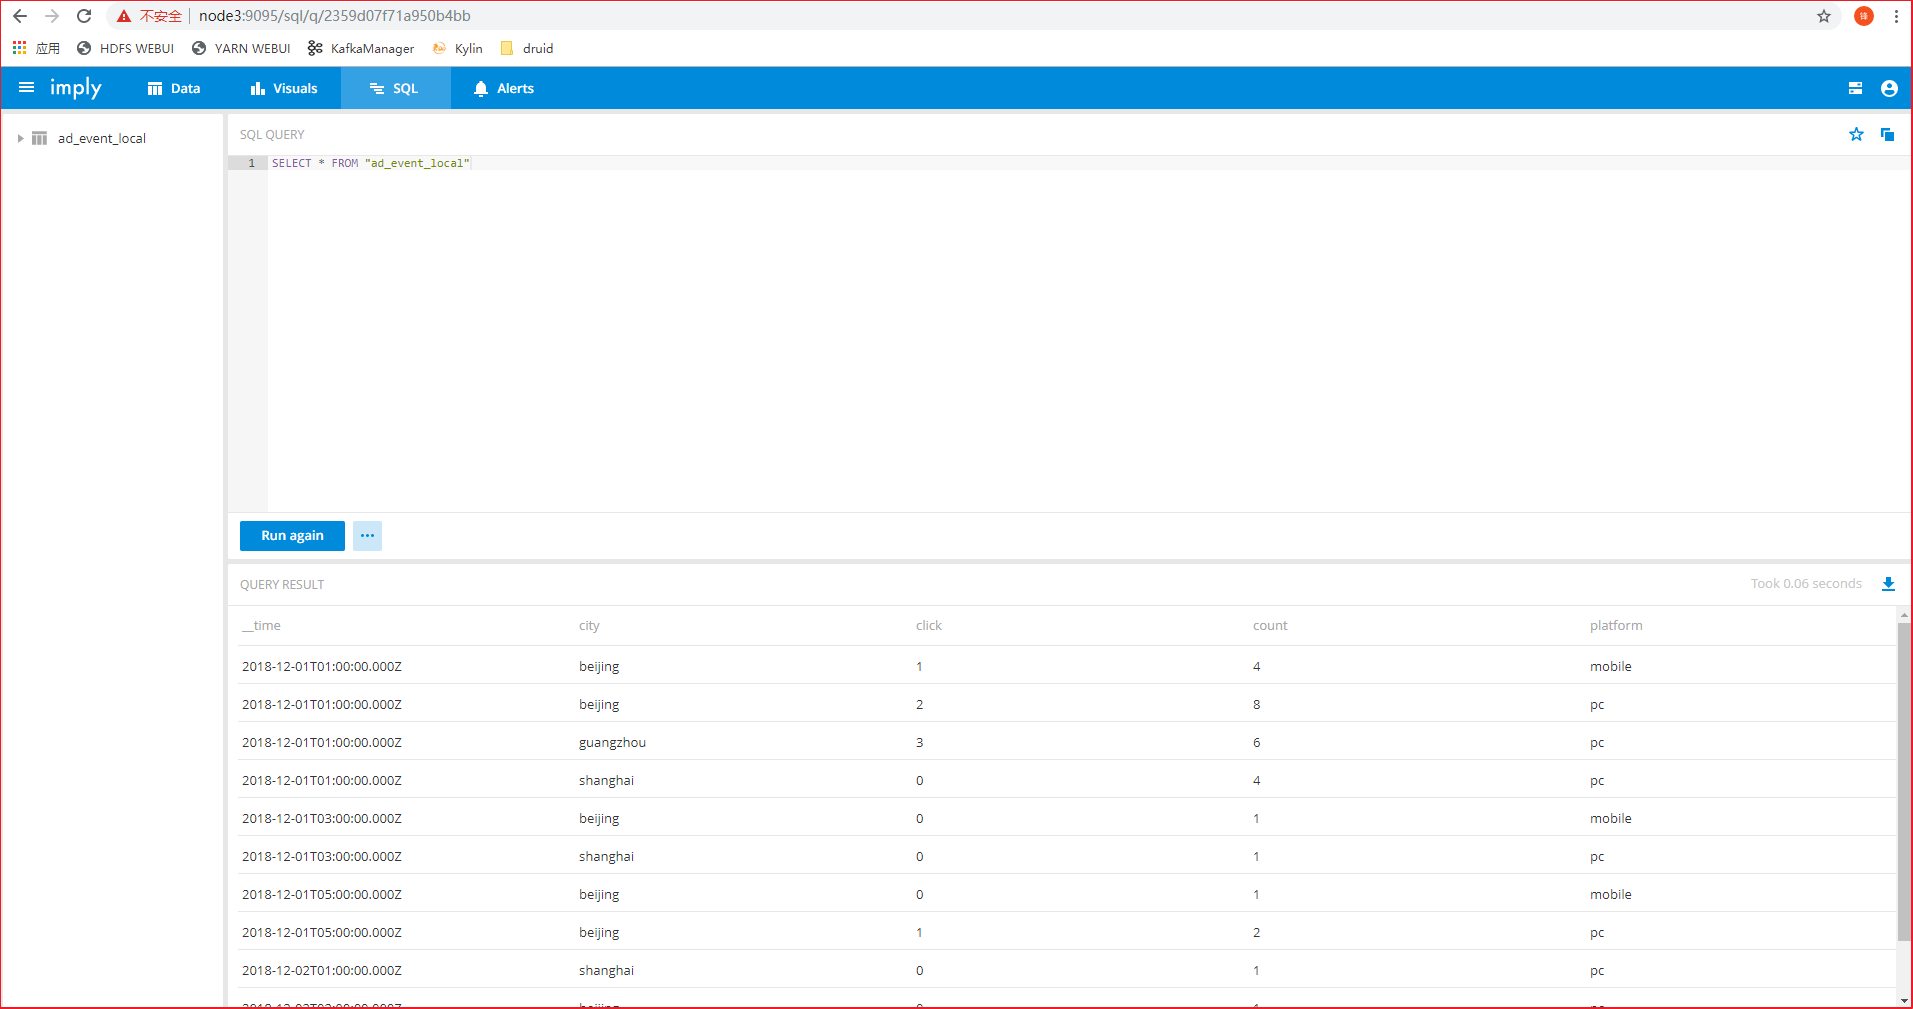 不安全 node3:9095/sql/q/2359d07f71a950b4bb 锋
应用 HDFS WEBUI YARN WEBUI KafkaManager Kylin druid
imply Data Visuals SQL Alerts
ad_event_local
SQL QUERY
1 SELECT * FROM "ad_event_local"
Run again ...
QUERY RESULT Took 0.06 seconds
__time city click count platform
2018-12-01T01:00:00.000Z beijing 1 4 mobile
2018-12-01T01:00:00.000Z beijing 2 8 pc
2018-12-01T01:00:00.000Z guangzhou 3 6 pc
2018-12-01T01:00:00.000Z shanghai 0 4 pc
2018-12-01T03:00:00.000Z beijing 0 1 mobile
2018-12-01T03:00:00.000Z shanghai 0 1 pc
2018-12-01T05:00:00.000Z beijing 0 1 mobile
2018-12-01T05:00:00.000Z beijing 1 2 pc
2018-12-02T01:00:00.000Z shanghai 0 1 pc